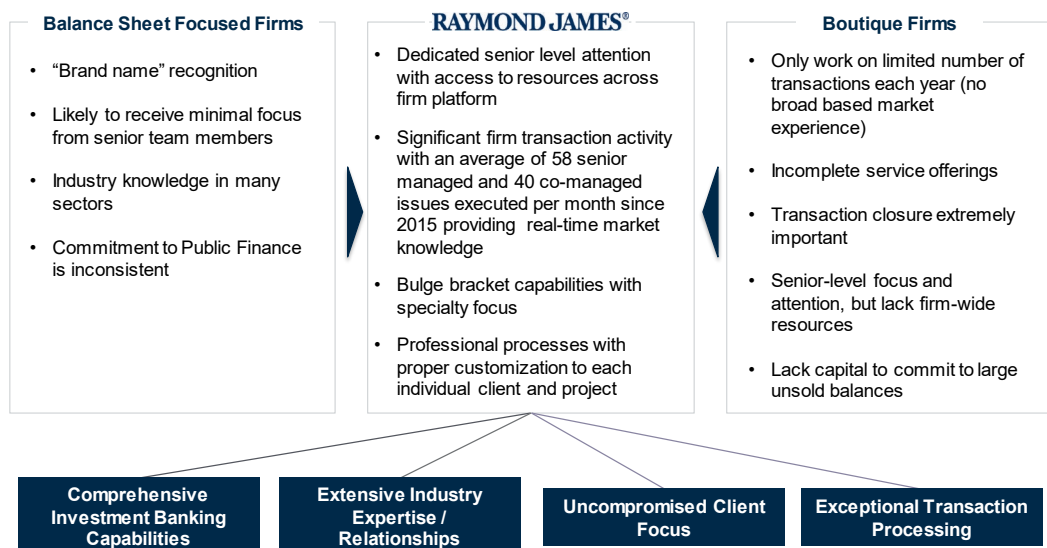 Balance Sheet Focused Firms
• “Brand name” recognition
• Likely to receive minimal focus
from senior team members
• Industry knowledge in many
sectors
• Commitment to Public Finance
is inconsistent
RAYMOND JAMES®
• Dedicated senior level attention
with access to resources across
firm platform
• Significant firm transaction activity
with an average of 58 senior
managed and 40 co-managed
issues executed per month since
2015 providing real-time market
knowledge
• Bulge bracket capabilities with
specialty focus
• Professional processes with
proper customization to each
individual client and project
Boutique Firms
• Only work on limited number of
transactions each year (no
broad based market
experience)
• Incomplete service offerings
• Transaction closure extremely
important
• Senior-level focus and
attention, but lack firm-wide
resources
• Lack capital to commit to large
unsold balances
Comprehensive
Investment Banking
Capabilities
Extensive Industry
Expertise /
Relationships
Uncompromised Client
Focus
Exceptional Transaction
Processing